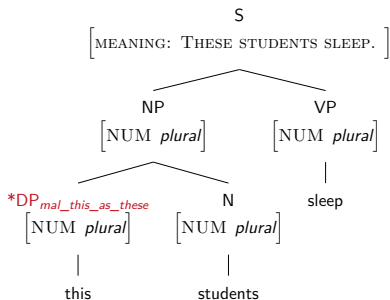 S
[MEANING: THESE STUDENTS SLEEP. ]
NP VP
[NUM plural] [NUM plural]
*DPmal_this_as_these N sleep
[NUM plural] [NUM plural]
this students